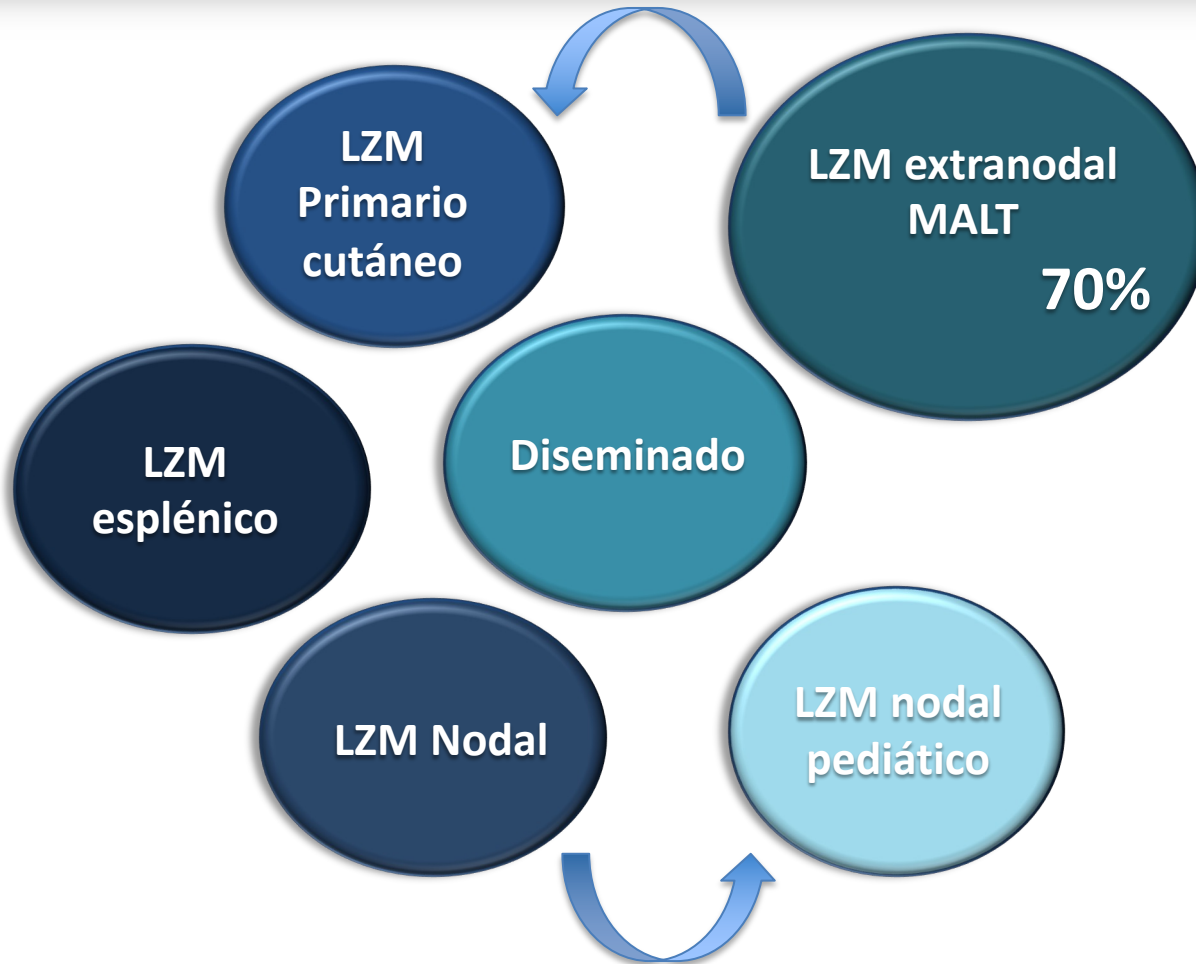 LZM
Primario
cutáneo
LZM extranodal
MALT
70%
LZM
esplénico
Diseminado
LZM Nodal
LZM nodal
pediático